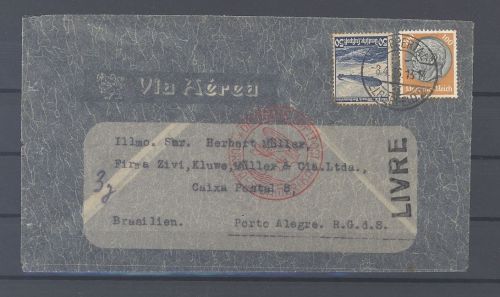 Via Aérea
50
Deutsches Reich
Illmo. Snr. Herbert Müller,
Firma Zivi, Kluwe, Müller & Cia. Ltda.,
Caixa Postal 8,
Brasilien. Porto Alegre. R.G.d.S.
LIVRE